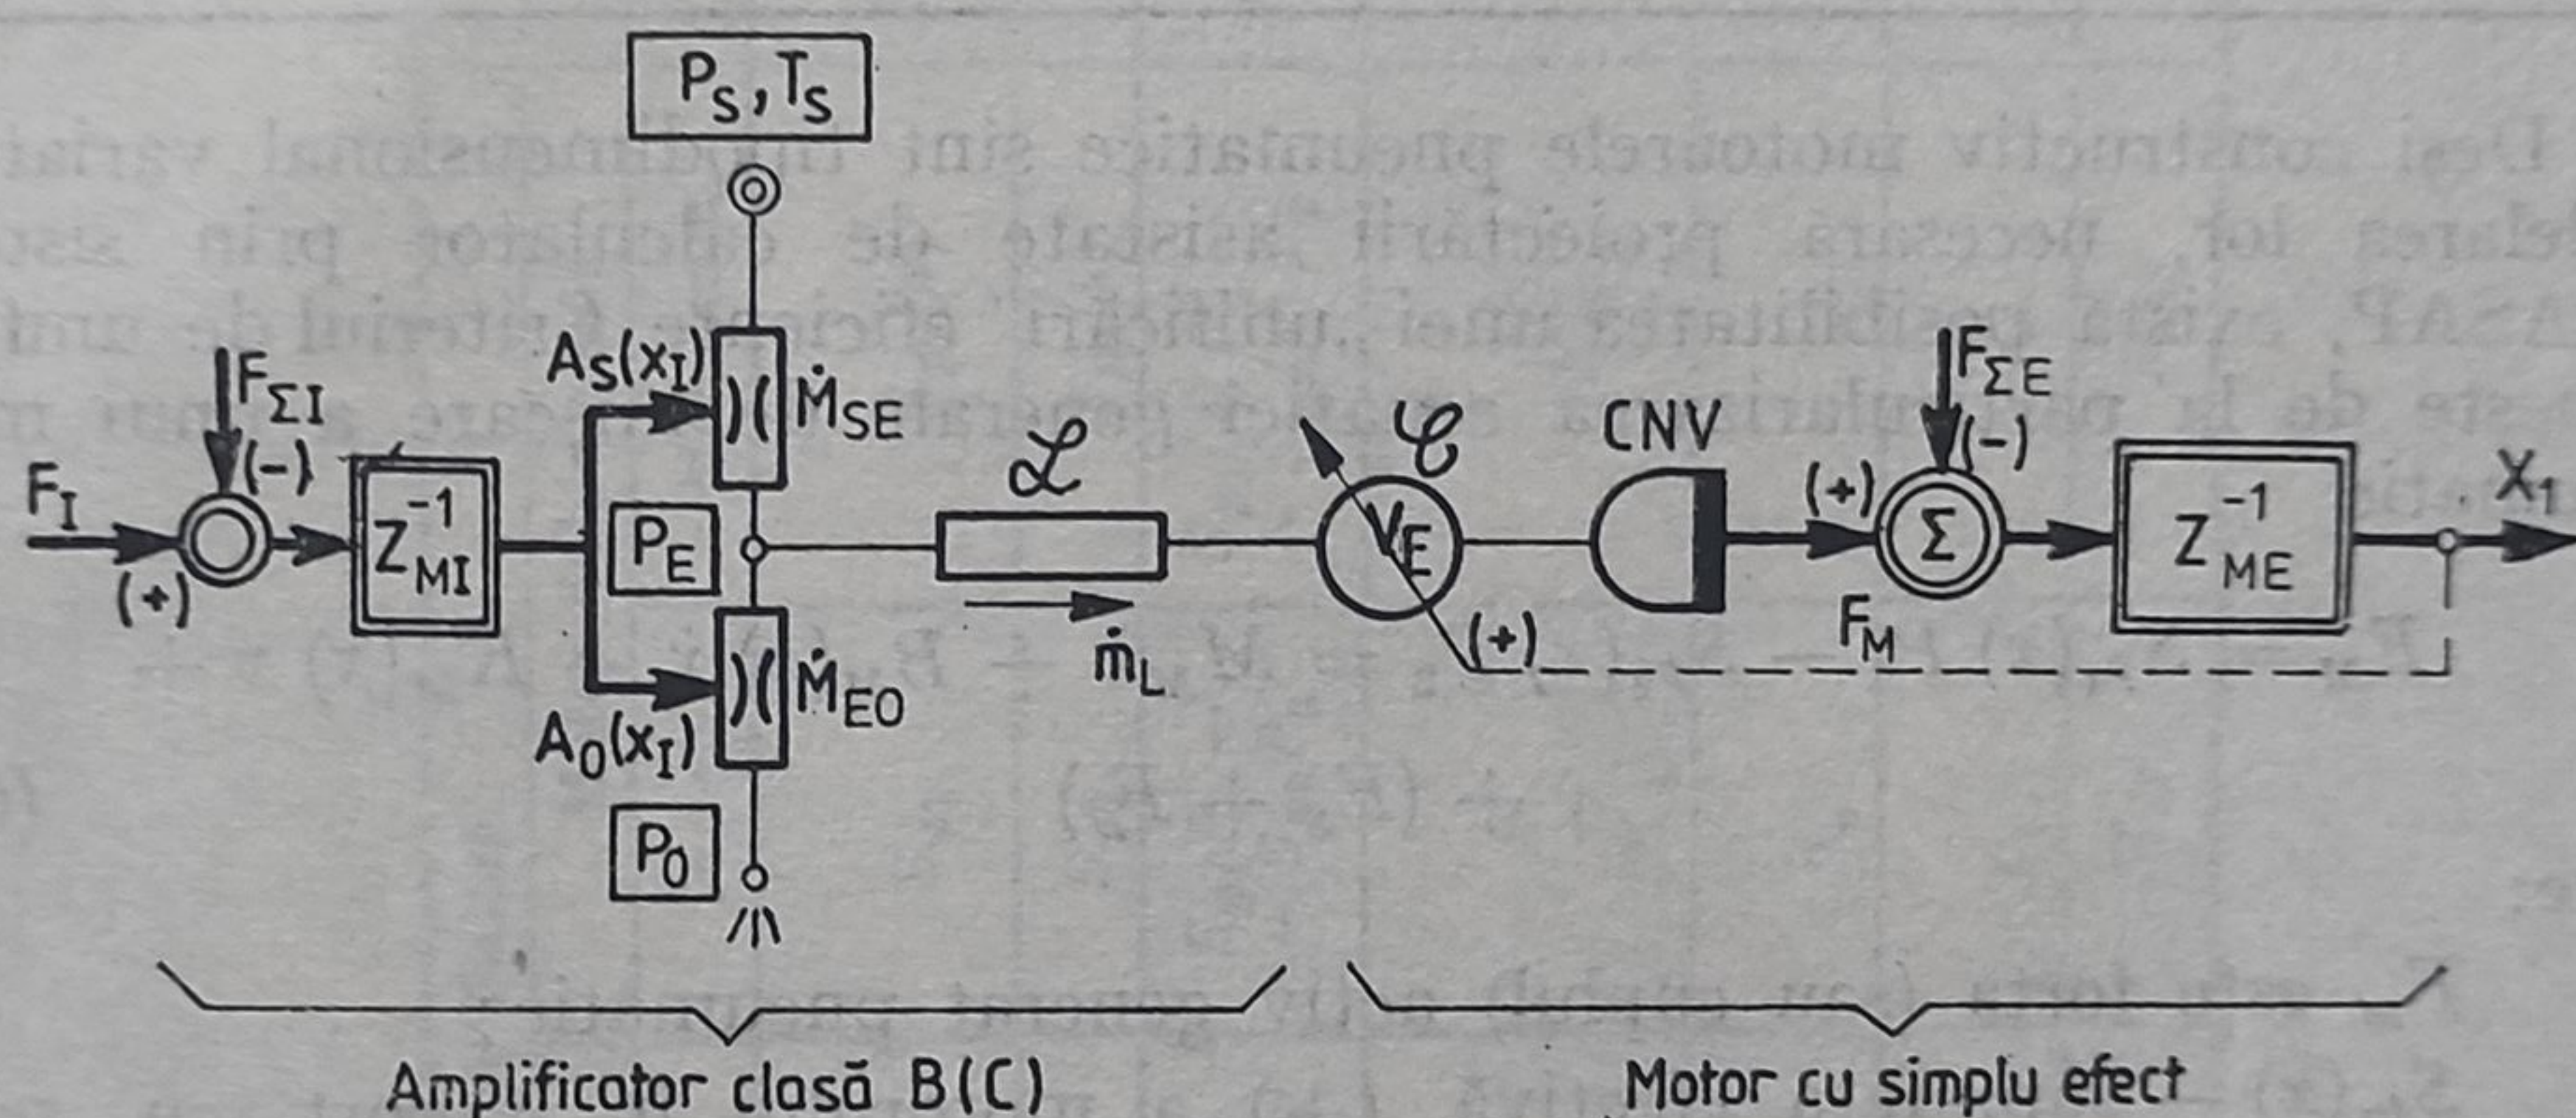 P_S, T_S
F_ΣI
(-)
F_I
(+)
Z_MI^-1
A_S(x_I)
Ṁ_SE
P_E
A_0(x_I)
Ṁ_EO
P_0
ℒ
ṁ_L
𝒞
V_E
(+)
CNV
(+)
F_M
F_ΣE
(-)
Σ
Z_ME^-1
X_1
Amplificator clasă B(C)
Motor cu simplu efect